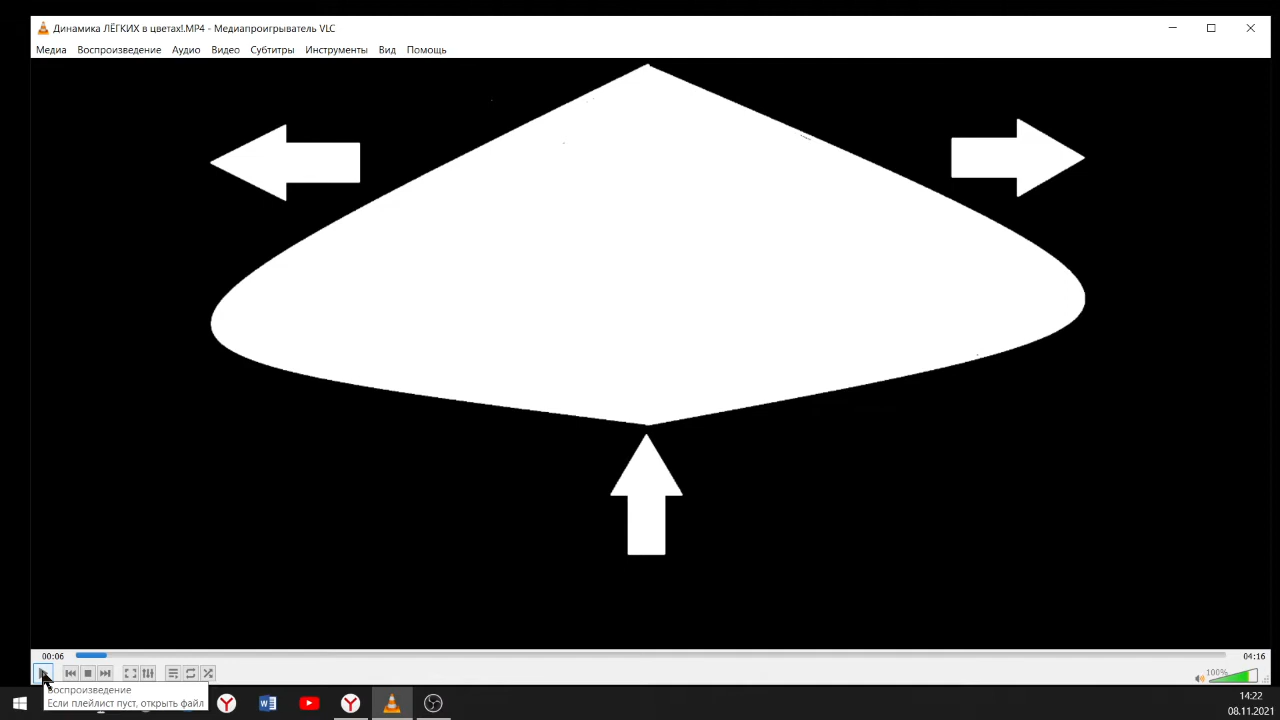 Динамика ЛЁГКИХ в цветах!.MP4 - Медиапроигрыватель VLC
Медиа Воспроизведение Аудио Видео Субтитры Инструменты Вид Помощь
00:06 04:16
100%
Воспроизведение
Если плейлист пуст, открыть файл
14:22
08.11.2021